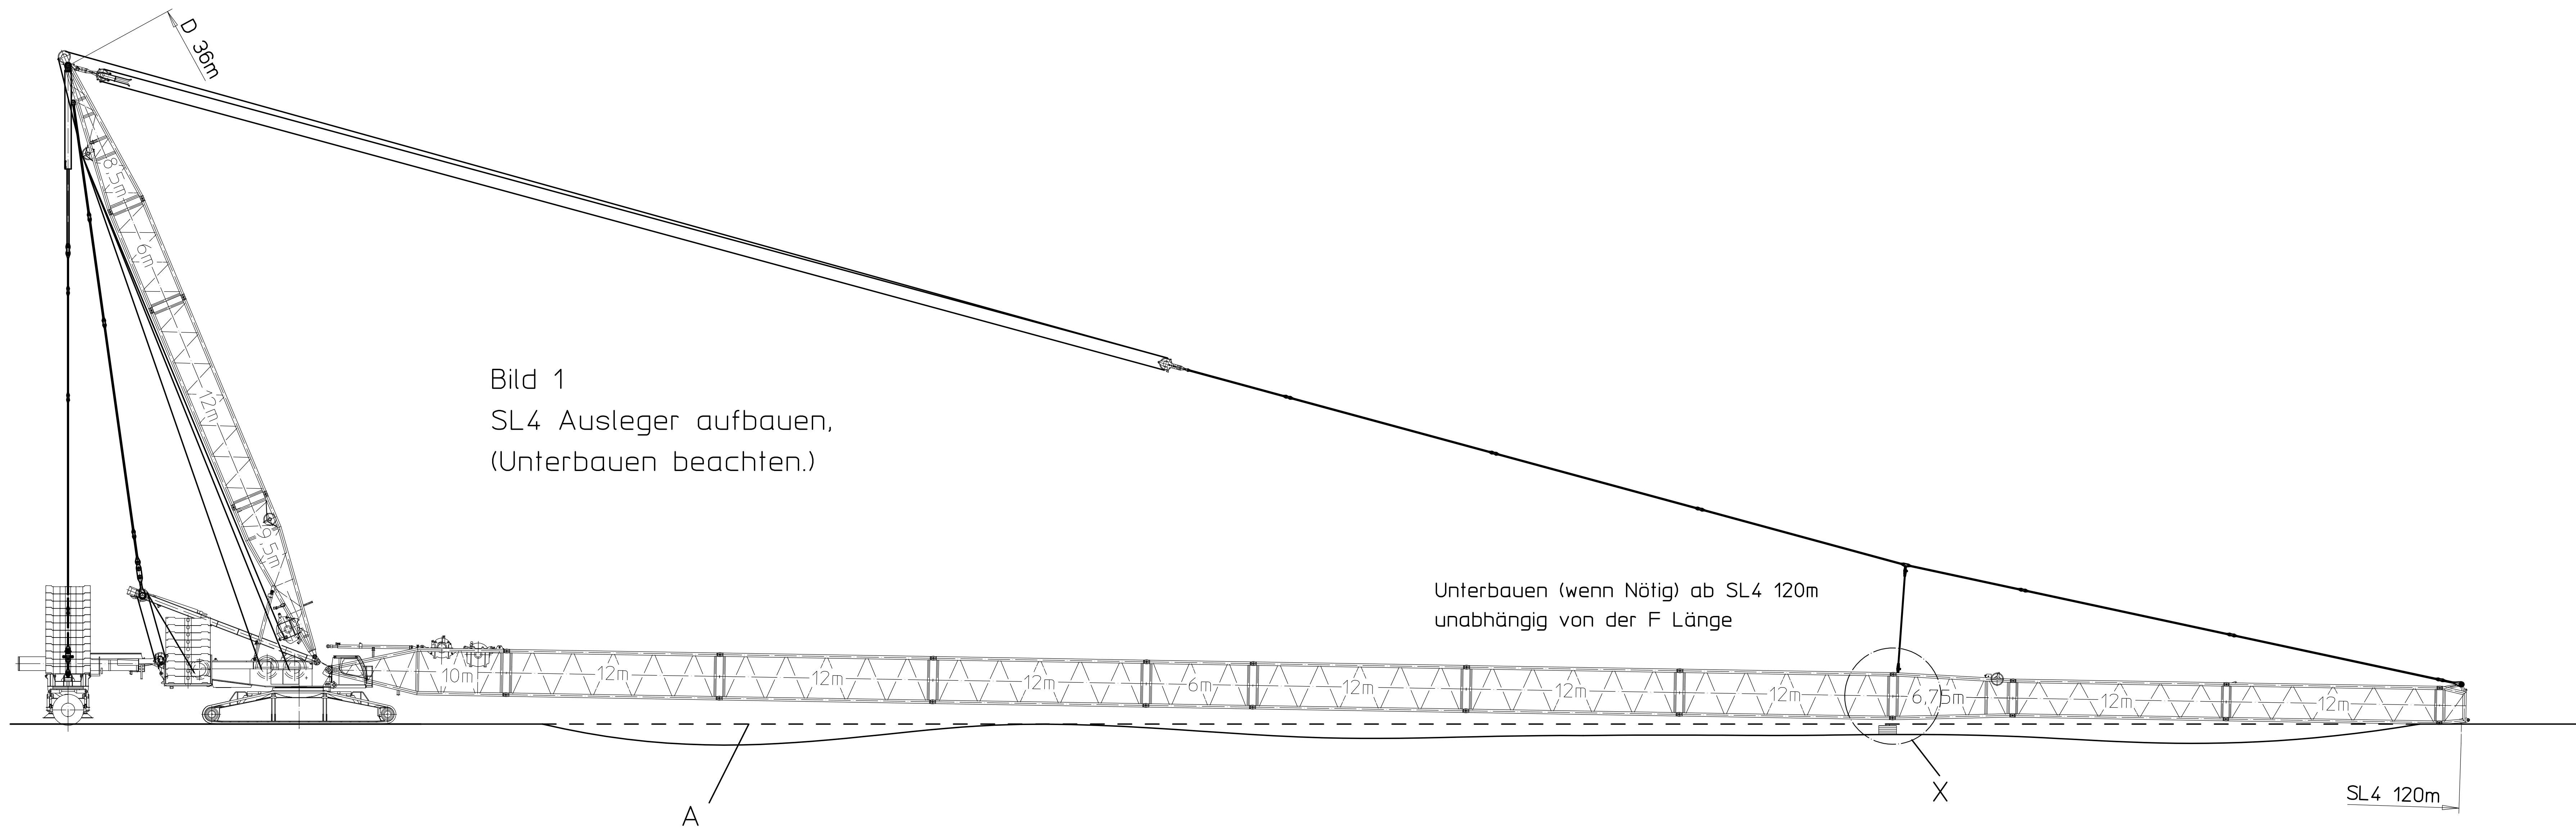 D 36m
8,5m
6m
12m
9,5m
Bild 1
SL4 Ausleger aufbauen,
(Unterbauen beachten.)
Unterbauen (wenn Nötig) ab SL4 120m
unabhängig von der F Länge
10m
12m
12m
12m
6m
12m
12m
12m
6,75m
12m
12m
A
X
SL4 120m